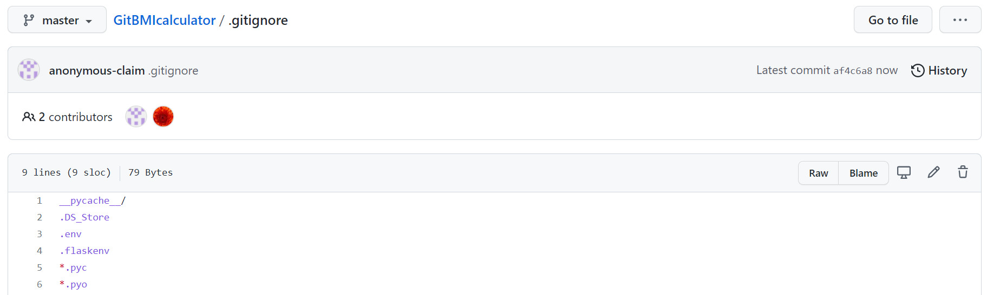 master GitBMIcalculator / .gitignore Go to file ...
anonymous-claim .gitignore Latest commit af4c6a8 now History
2 contributors
9 lines (9 sloc) 79 Bytes Raw Blame
1 __pycache__/
2 .DS_Store
3 .env
4 .flaskenv
5 *.pyc
6 *.pyo